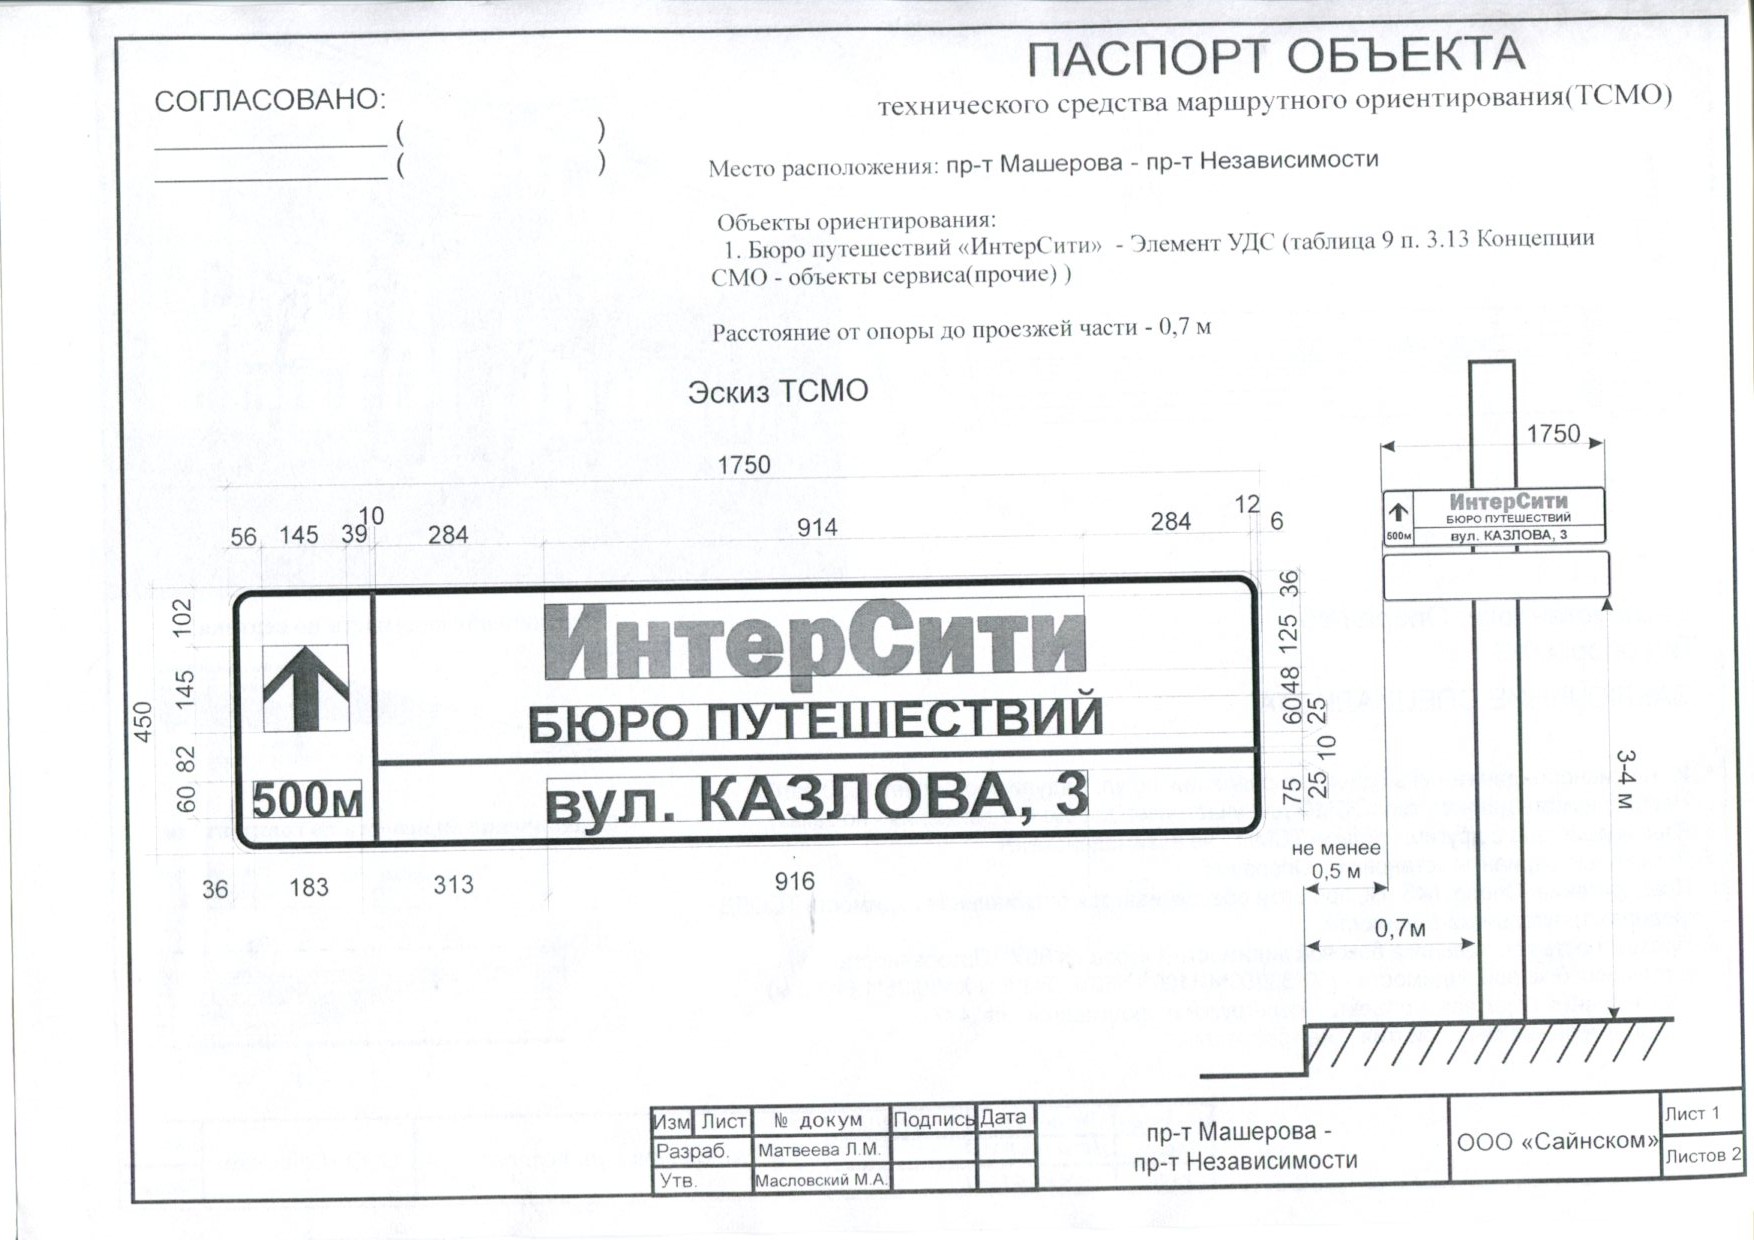 ПАСПОРТ ОБЪЕКТА
технического средства маршрутного ориентирования(ТСМО)
СОГЛАСОВАНО:
( )
( )
Место расположения: пр-т Машерова - пр-т Независимости
Объекты ориентирования:
1. Бюро путешествий «ИнтерСити» - Элемент УДС (таблица 9 п. 3.13 Концепции
СМО - объекты сервиса(прочие) )
Расстояние от опоры до проезжей части - 0,7 м
Эскиз ТСМО
1750
56 145 39 10 284 914 284 12 6
450
102
145
82
60
ИнтерСити
БЮРО ПУТЕШЕСТВИЙ
500м
вул. КАЗЛОВА, 3
36
125
48
60
25
10
25
75
36 183 313 916
1750
ИнтерСити
БЮРО ПУТЕШЕСТВИЙ
500м
вул. КАЗЛОВА, 3
3-4 м
не менее
0,5 м
0,7м
Изм Лист № докум Подпись Дата
Разраб. Матвеева Л.М.
Утв. Масловский М.А.
пр-т Машерова -
пр-т Независимости
ООО «Сайнском»
Лист 1
Листов 2